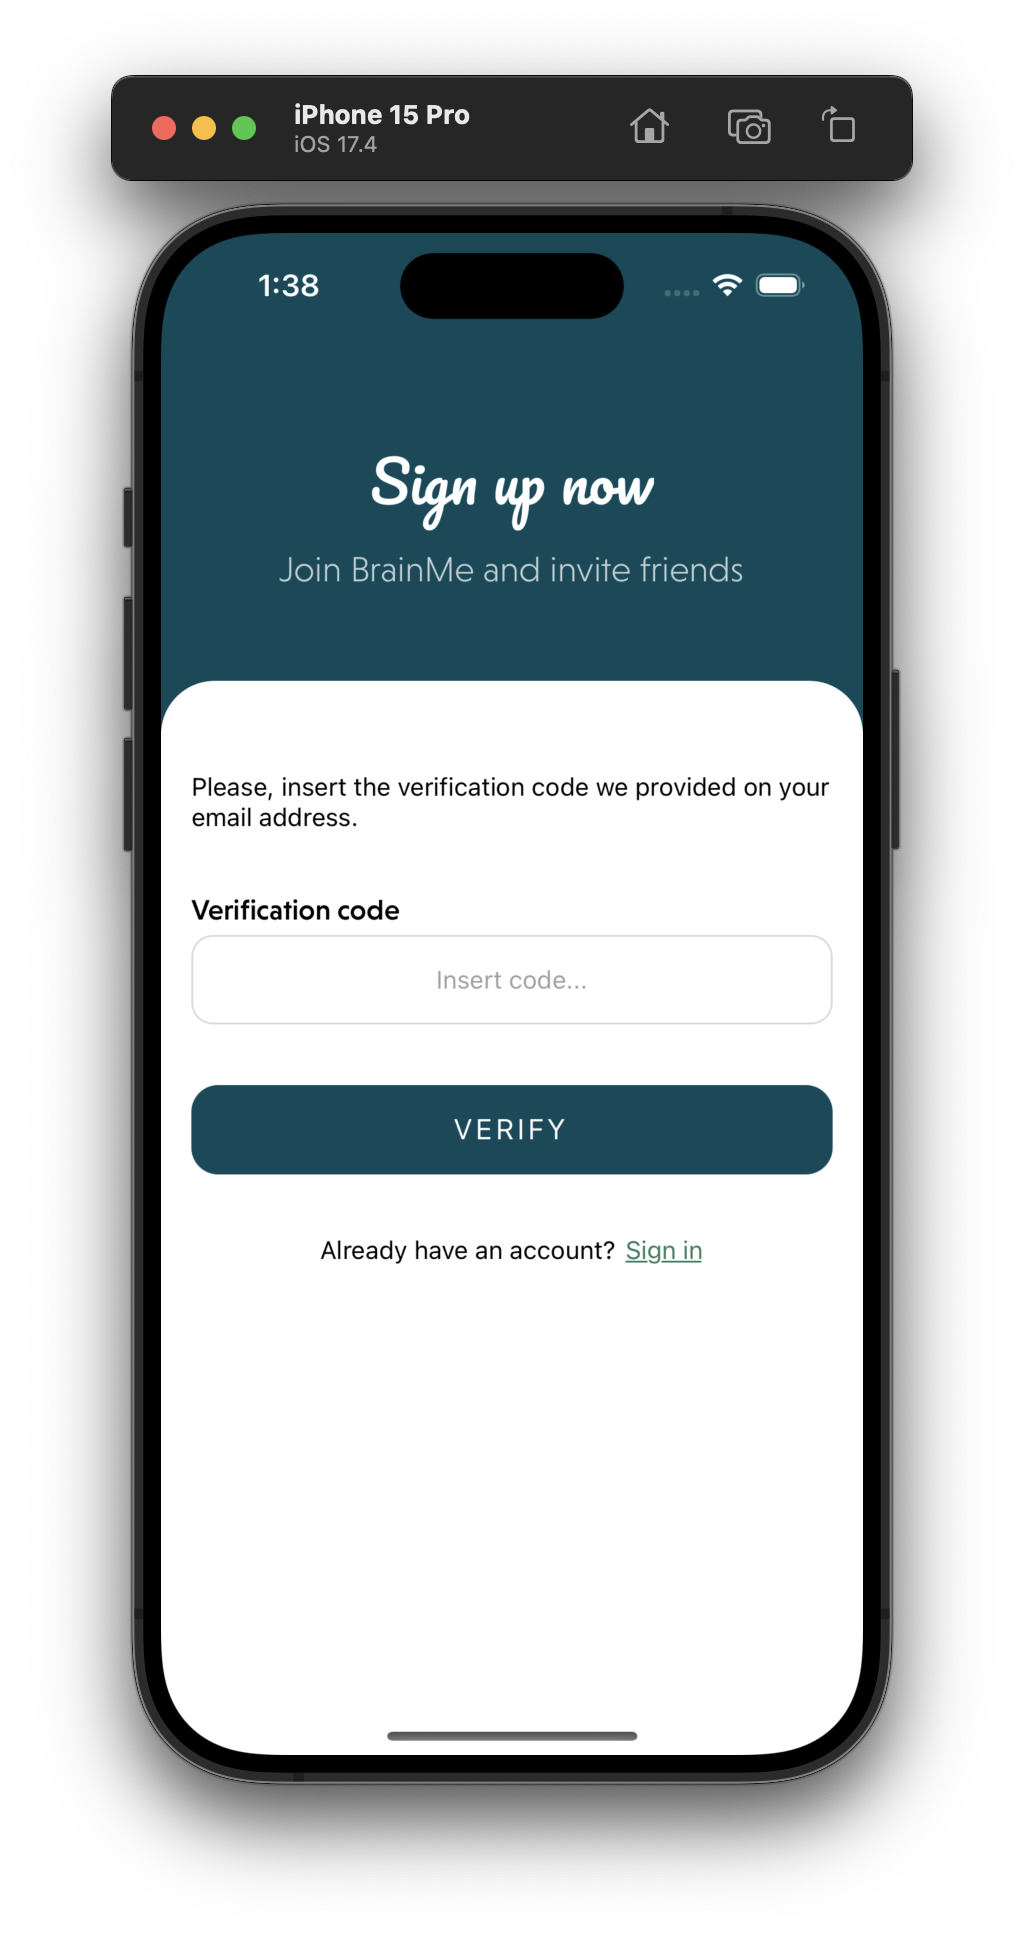 iPhone 15 Pro
iOS 17.4
1:38
Sign up now
Join BrainMe and invite friends
Please, insert the verification code we provided on your
email address.
Verification code
Insert code...
VERIFY
Already have an account? Sign in